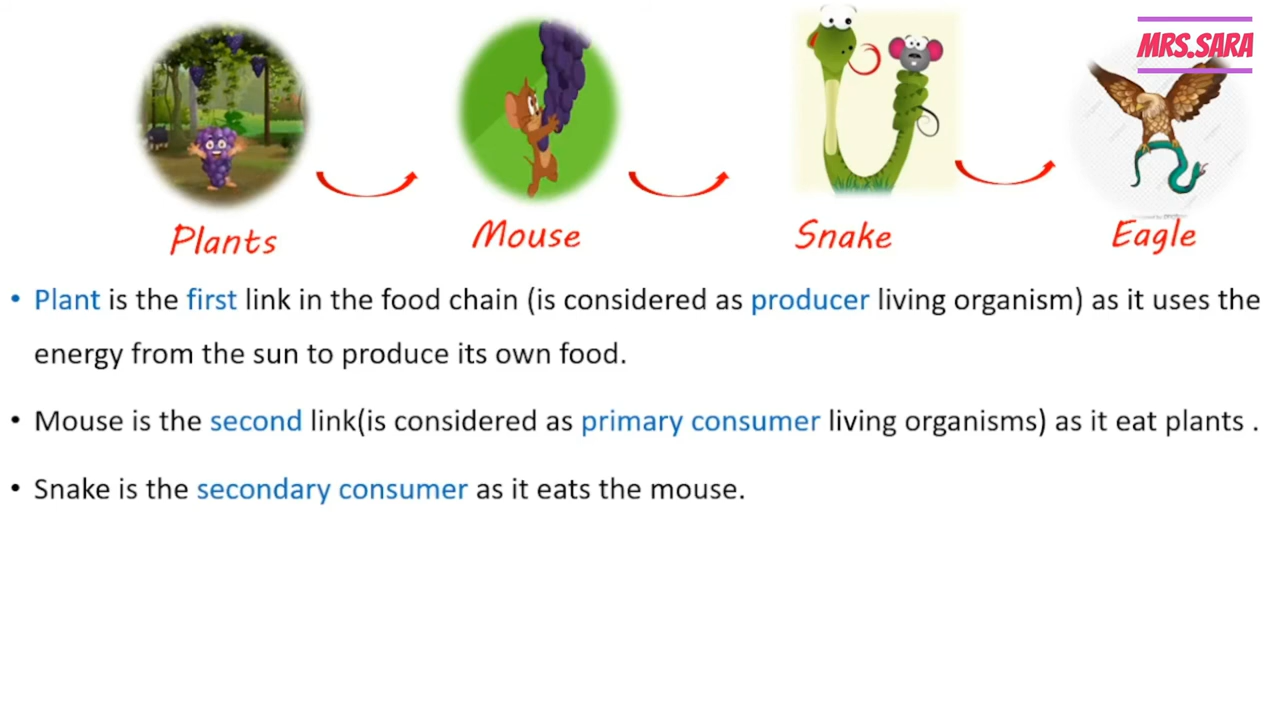 MRS.SARA
Plants
Mouse
Snake
Eagle
• Plant is the first link in the food chain (is considered as producer living organism) as it uses the
energy from the sun to produce its own food.
• Mouse is the second link(is considered as primary consumer living organisms) as it eat plants .
• Snake is the secondary consumer as it eats the mouse.